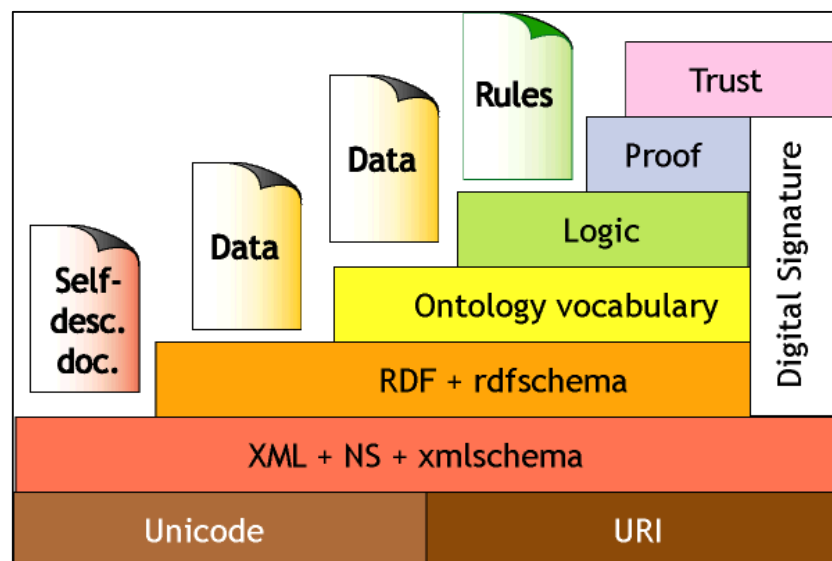 Rules
Trust
Data
Proof
Data
Logic
Self-
desc.
doc.
Ontology vocabulary
Digital Signature
RDF + rdfschema
XML + NS + xmlschema
Unicode
URI